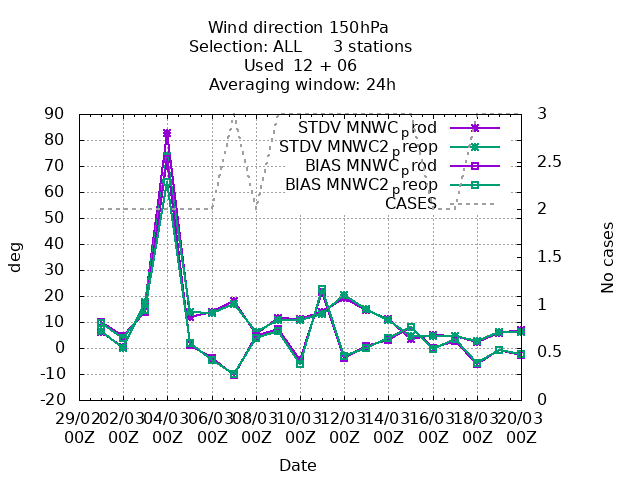 Wind direction 150hPa
Selection: ALL 3 stations
Used 12 + 06
Averaging window: 24h
90
80
70
60
50
40
30
20
10
0
-10
-20
deg
3
2.5
2
1.5
1
0.5
0
No cases
STDV MNWC_prod
STDV MNWC2_preop
BIAS MNWC_prod
BIAS MNWC2_preop
CASES
29/02 02/03 04/03 06/03 08/03 10/03 12/03 14/03 16/03 18/03 20/03
00Z 00Z 00Z 00Z 00Z 00Z 00Z 00Z 00Z 00Z 00Z
Date